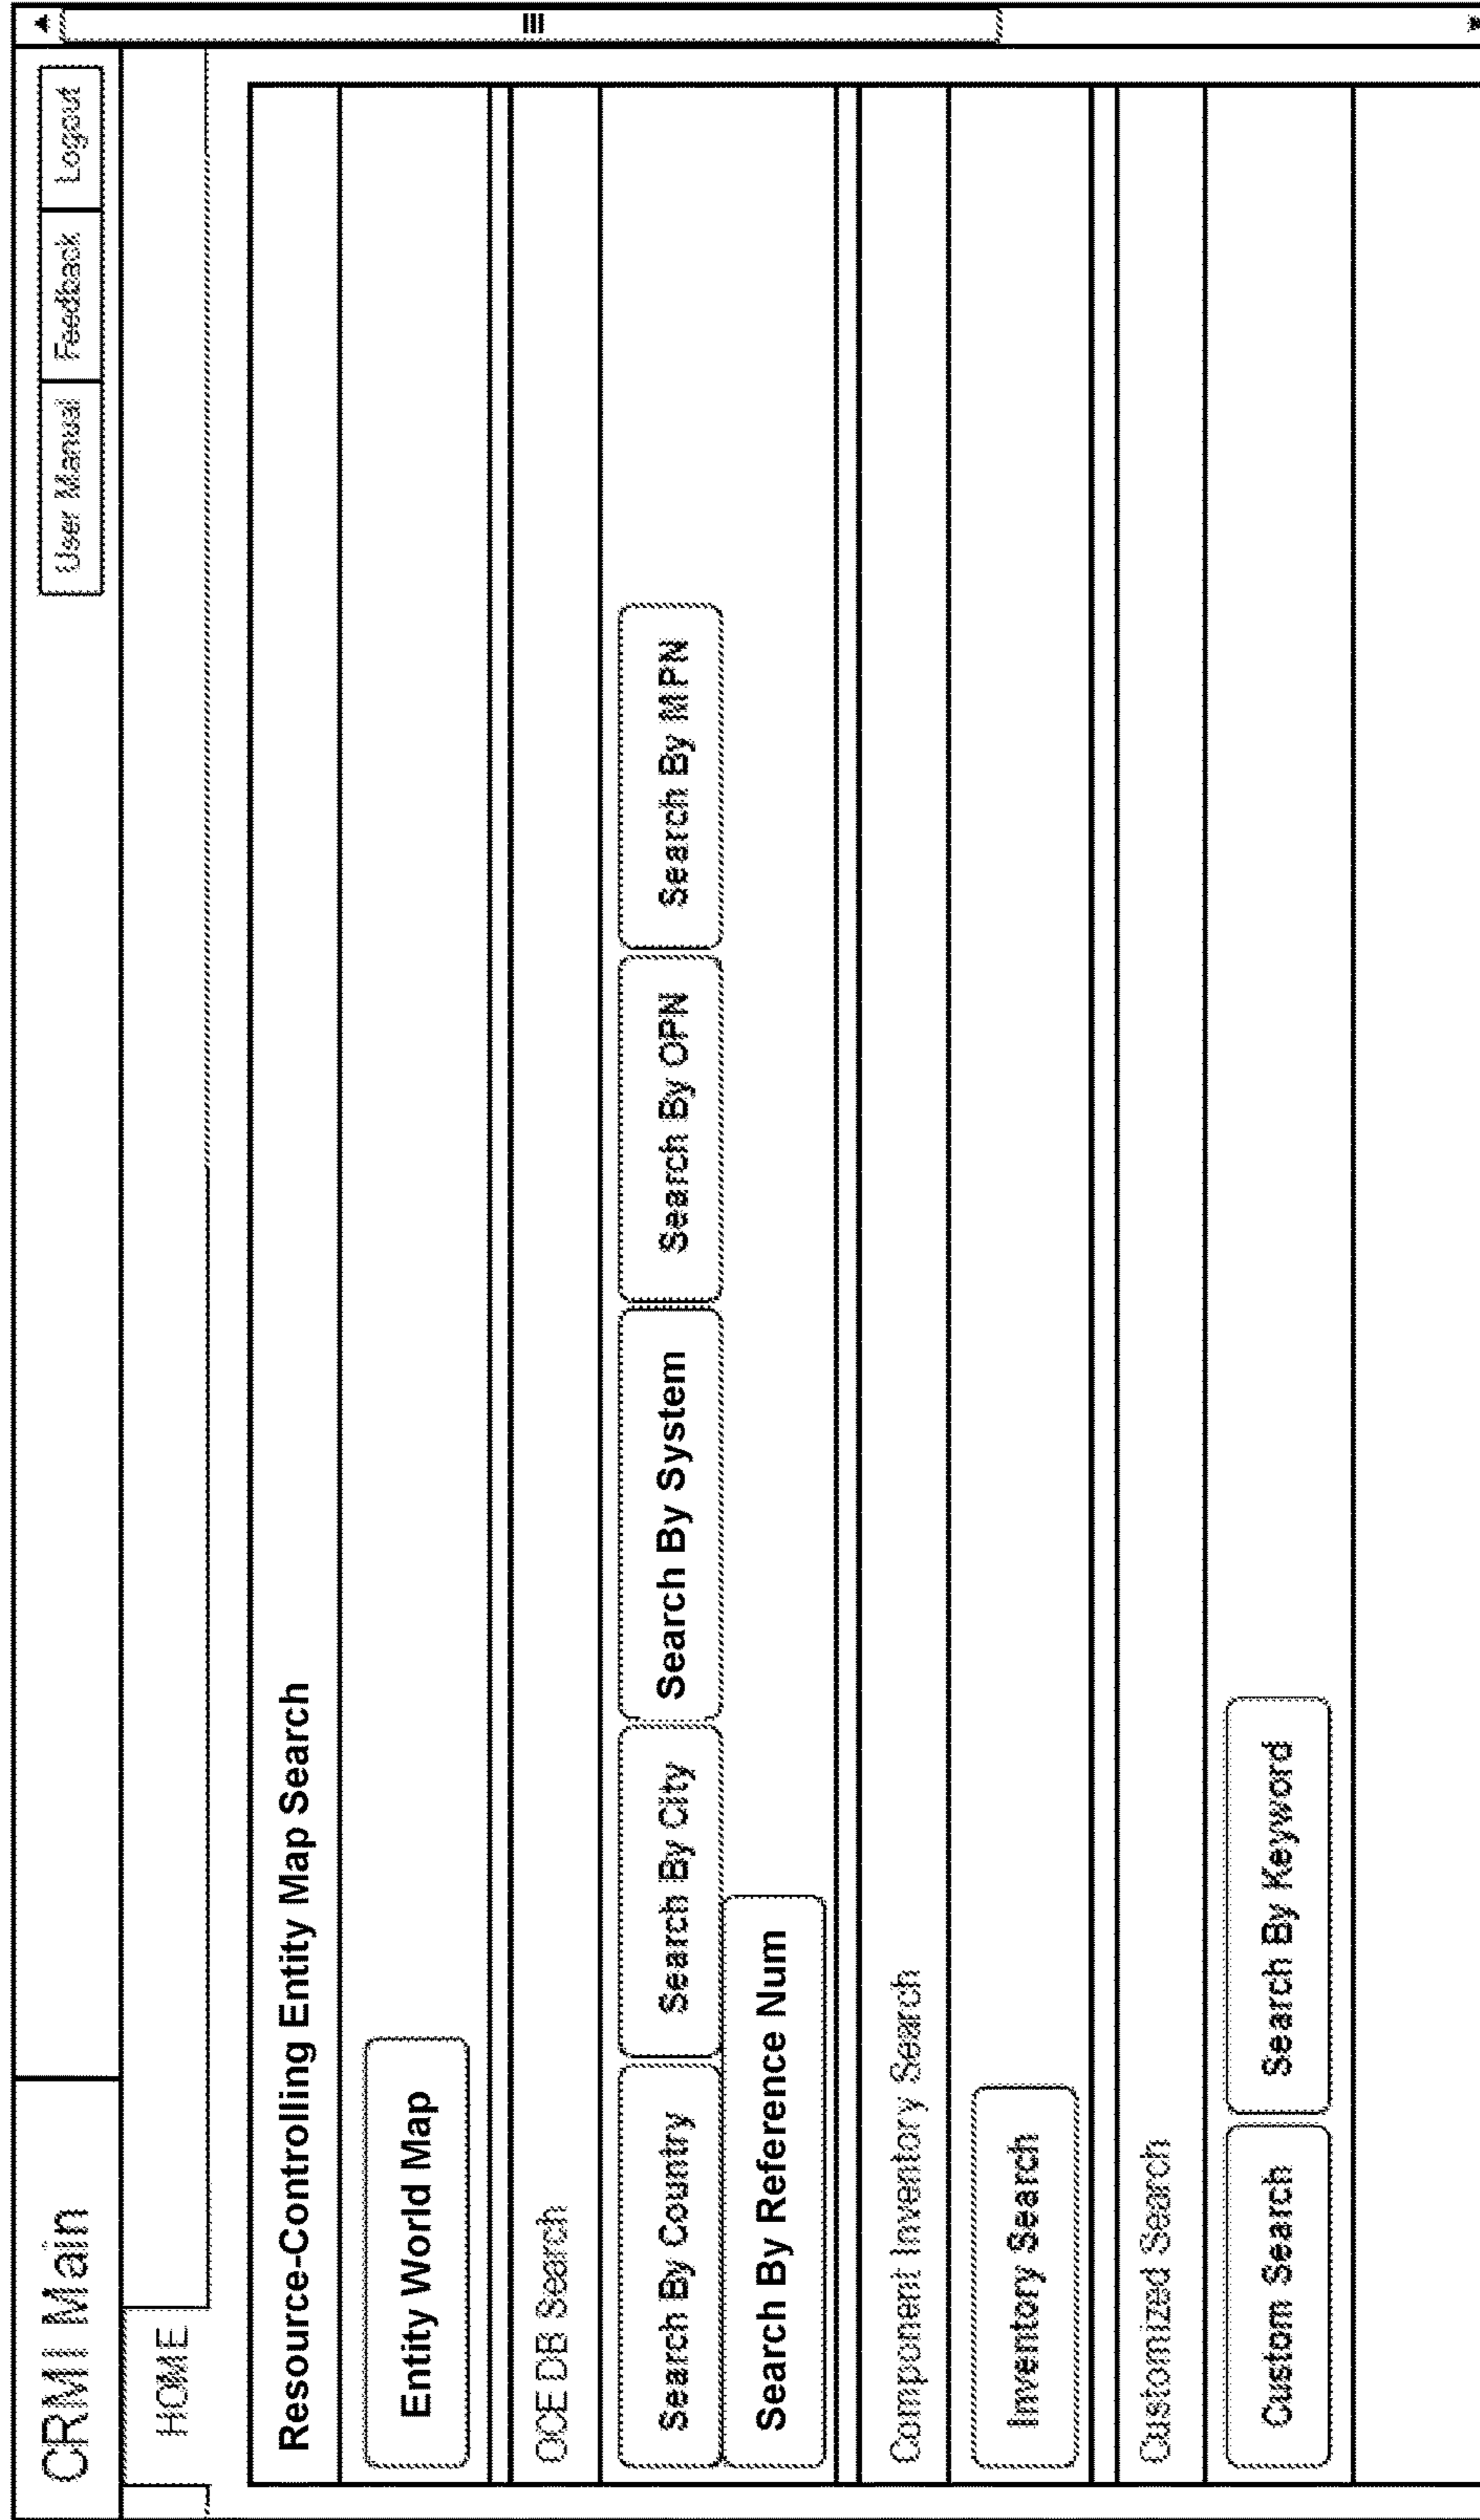 CRMI Main
User Manual Feedback Logout
HOME
Resource-Controlling Entity Map Search
Entity World Map
OCE DB Search
Search By Country Search By City Search By System Search By OPN Search By MPN
Search By Reference Num
Component Inventory Search
Inventory Search
Customized Search
Custom Search Search By Keyword